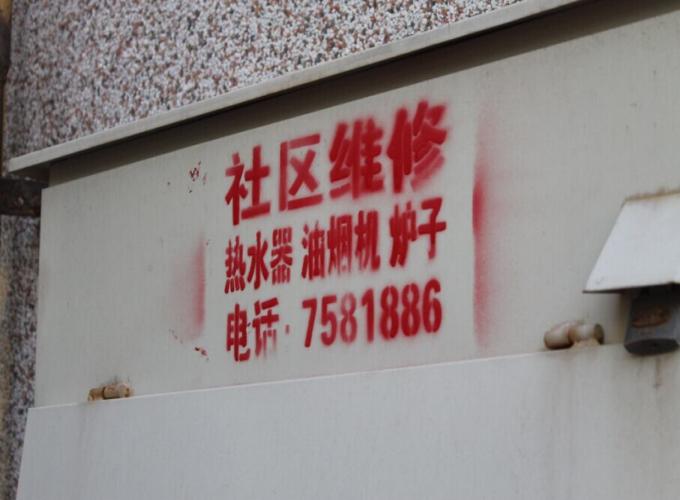 社区维修
热水器 油烟机 炉子
电话·7581886